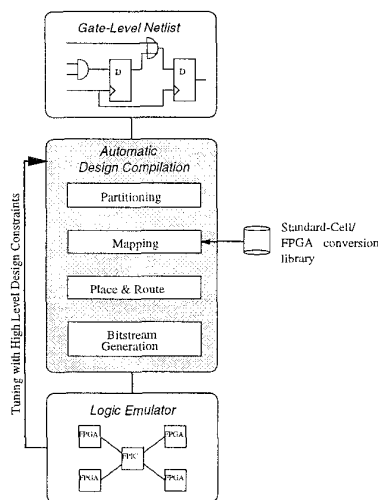 Gate-Level Netlist
D
D
Automatic
Design Compilation
Partitioning
Mapping
Place & Route
Bitstream
Generation
Standard-Cell/
FPGA conversion
library
Tuning with High Level Design Constraints
Logic Emulator
FPGA
FPGA
FPIC
FPGA
FPGA